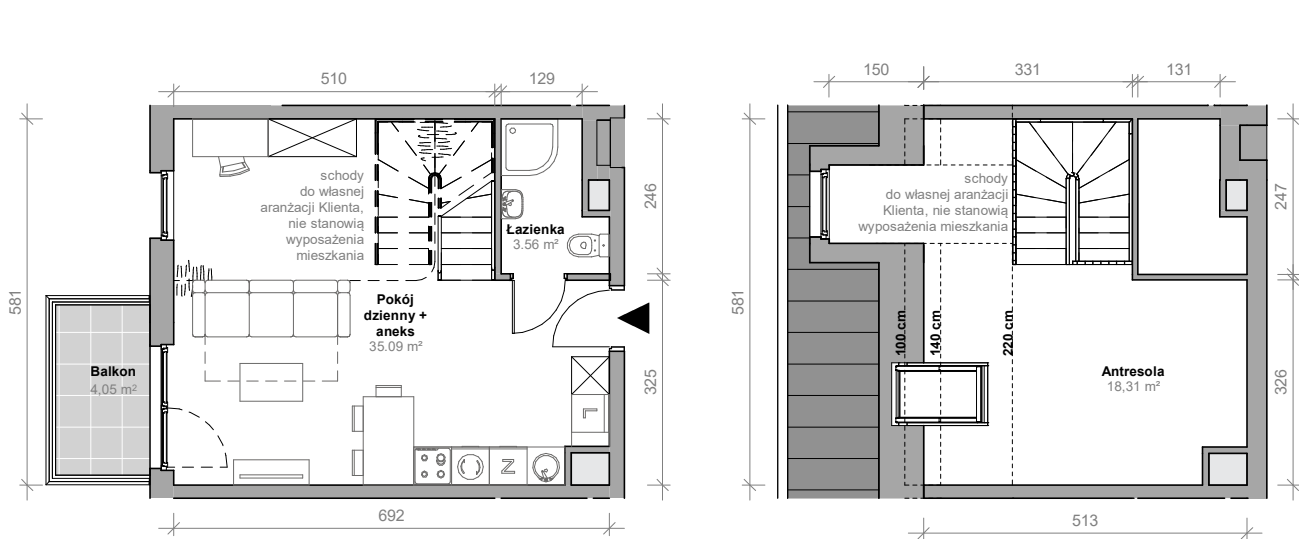 510
129
581
schody
do własnej
aranżacji Klienta,
nie stanowią
wyposażenia
mieszkania
Łazienka
3.56 m²
246
Pokój
dzienny +
aneks
35.09 m²
Balkon
4,05 m²
L
N
325
692
150
331
131
581
schody
do własnej aranżacji
Klienta, nie stanowią
wyposażenia mieszkania
247
100 cm
140 cm
220 cm
Antresola
18,31 m²
326
513